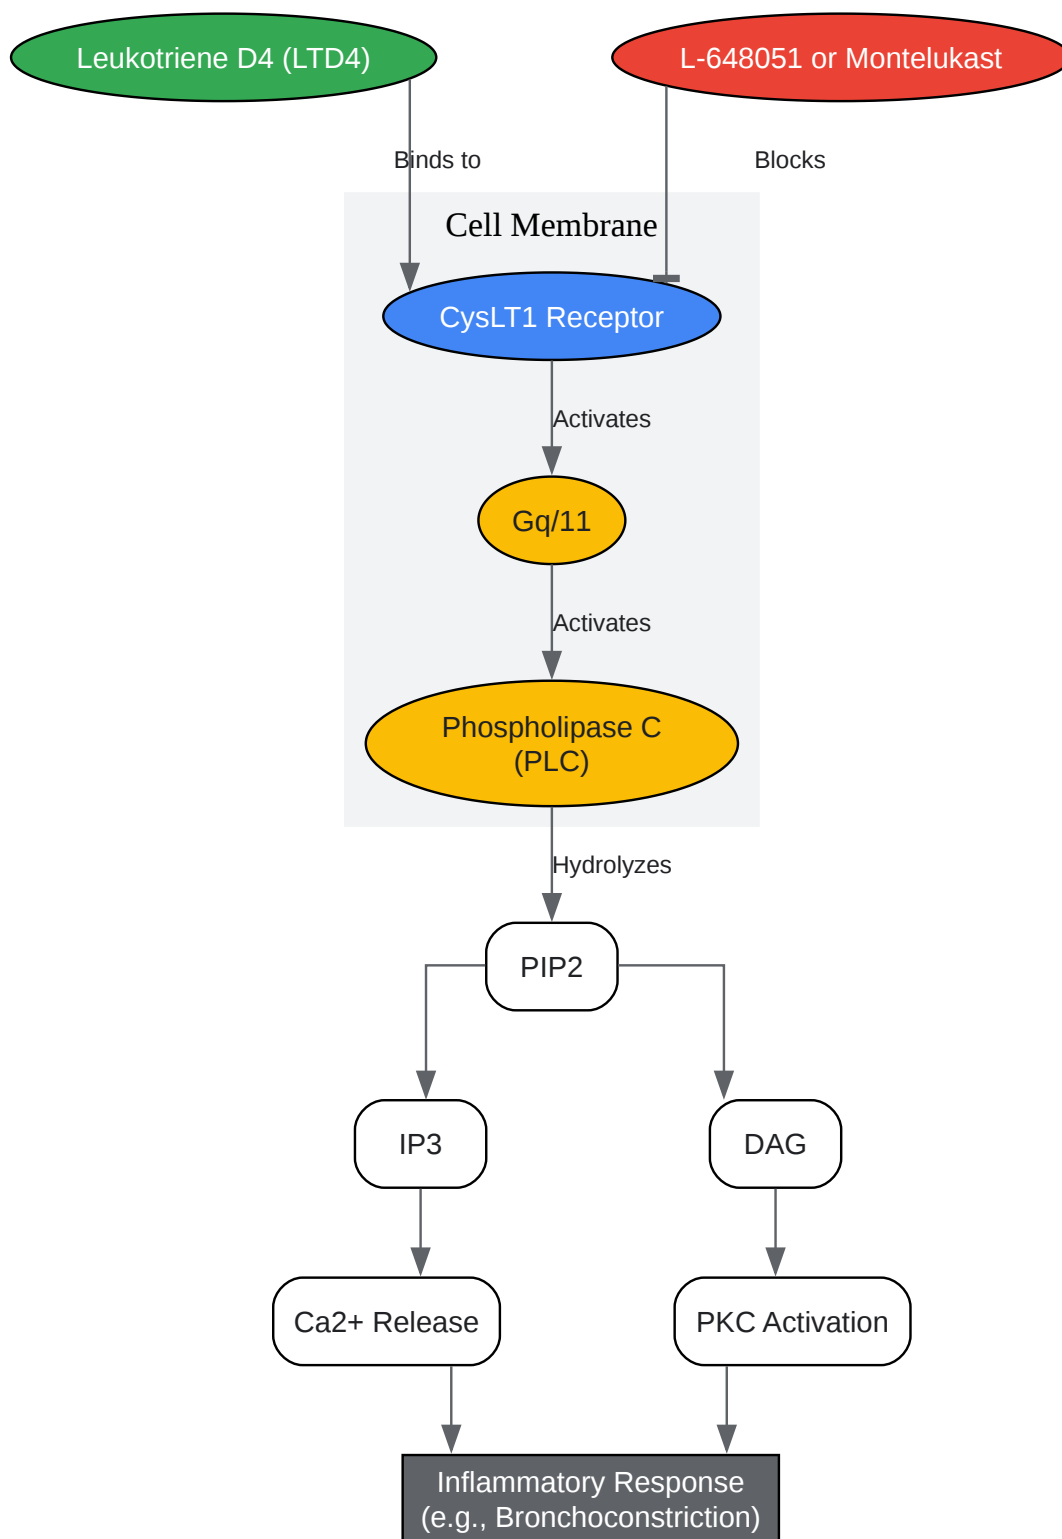 Leukotriene D4 (LTD4)
L-648051 or Montelukast
Binds to
Blocks
Cell Membrane
CysLT1 Receptor
Activates
Gq/11
Activates
Phospholipase C
(PLC)
Hydrolyzes
PIP2
IP3
DAG
Ca2+ Release
PKC Activation
Inflammatory Response
(e.g., Bronchoconstriction)